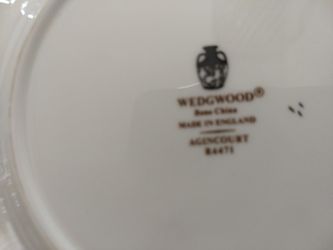 WEDGWOOD®
Bone China
MADE IN ENGLAND
AGINCOURT
R4471